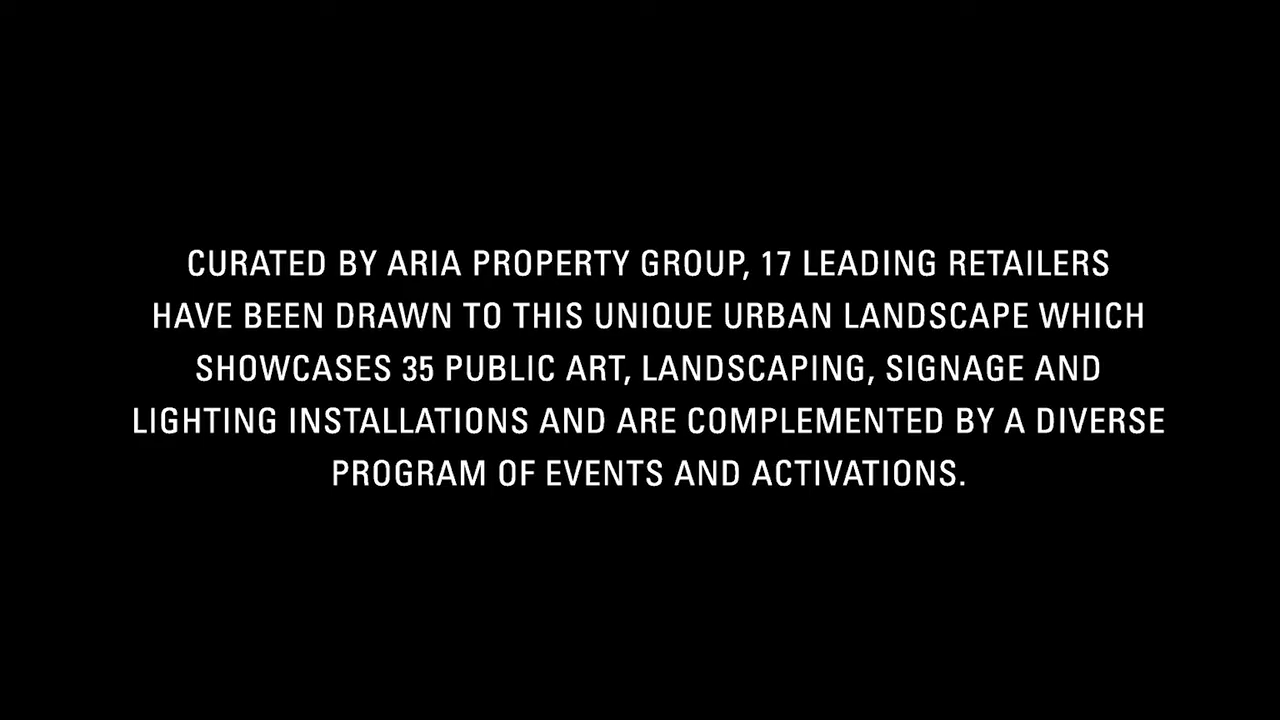 CURATED BY ARIA PROPERTY GROUP, 17 LEADING RETAILERS
HAVE BEEN DRAWN TO THIS UNIQUE URBAN LANDSCAPE WHICH
SHOWCASES 35 PUBLIC ART, LANDSCAPING, SIGNAGE AND
LIGHTING INSTALLATIONS AND ARE COMPLEMENTED BY A DIVERSE
PROGRAM OF EVENTS AND ACTIVATIONS.